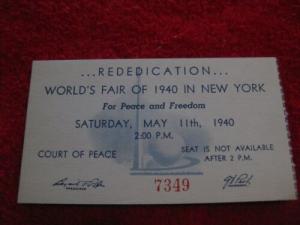 ...REDEDICATION...
WORLD'S FAIR OF 1940 IN NEW YORK
For Peace and Freedom
SATURDAY, MAY 11th, 1940
2:00 P.M.
COURT OF PEACE
SEAT IS NOT AVAILABLE
AFTER 2 P.M.
7349